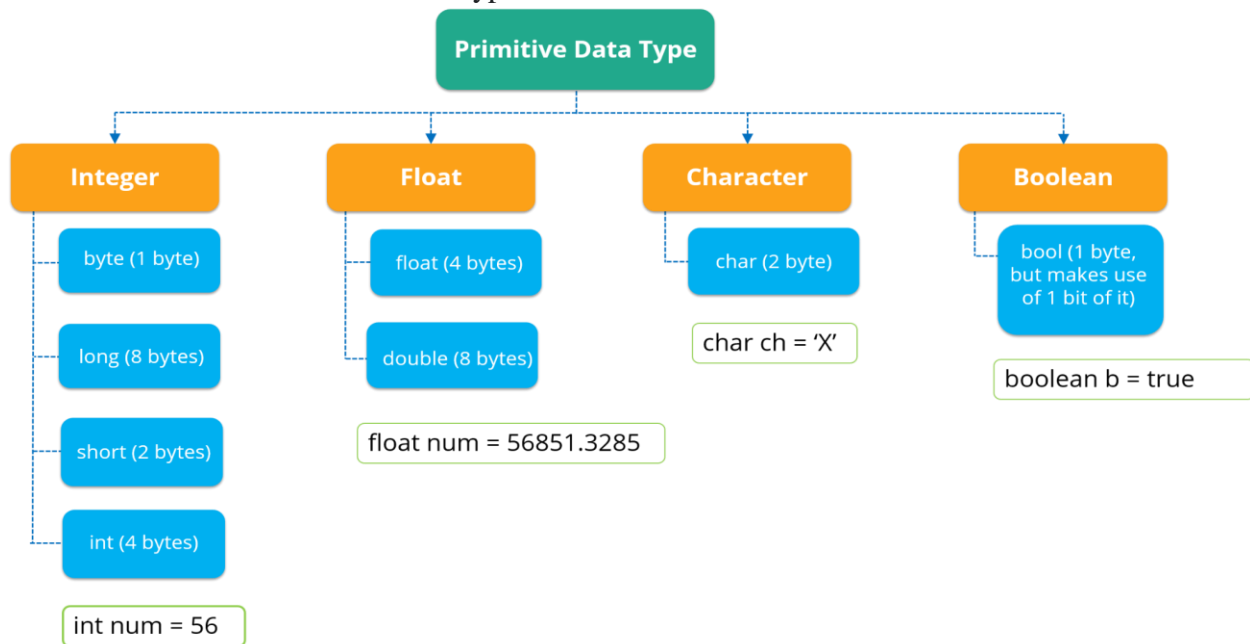 Primitive Data Type
Integer
byte (1 byte)
long (8 bytes)
short (2 bytes)
int (4 bytes)
int num = 56
Float
float (4 bytes)
double (8 bytes)
float num = 56851.3285
Character
char (2 byte)
char ch = ‘X’
Boolean
bool (1 byte,
but makes use
of 1 bit of it)
boolean b = true